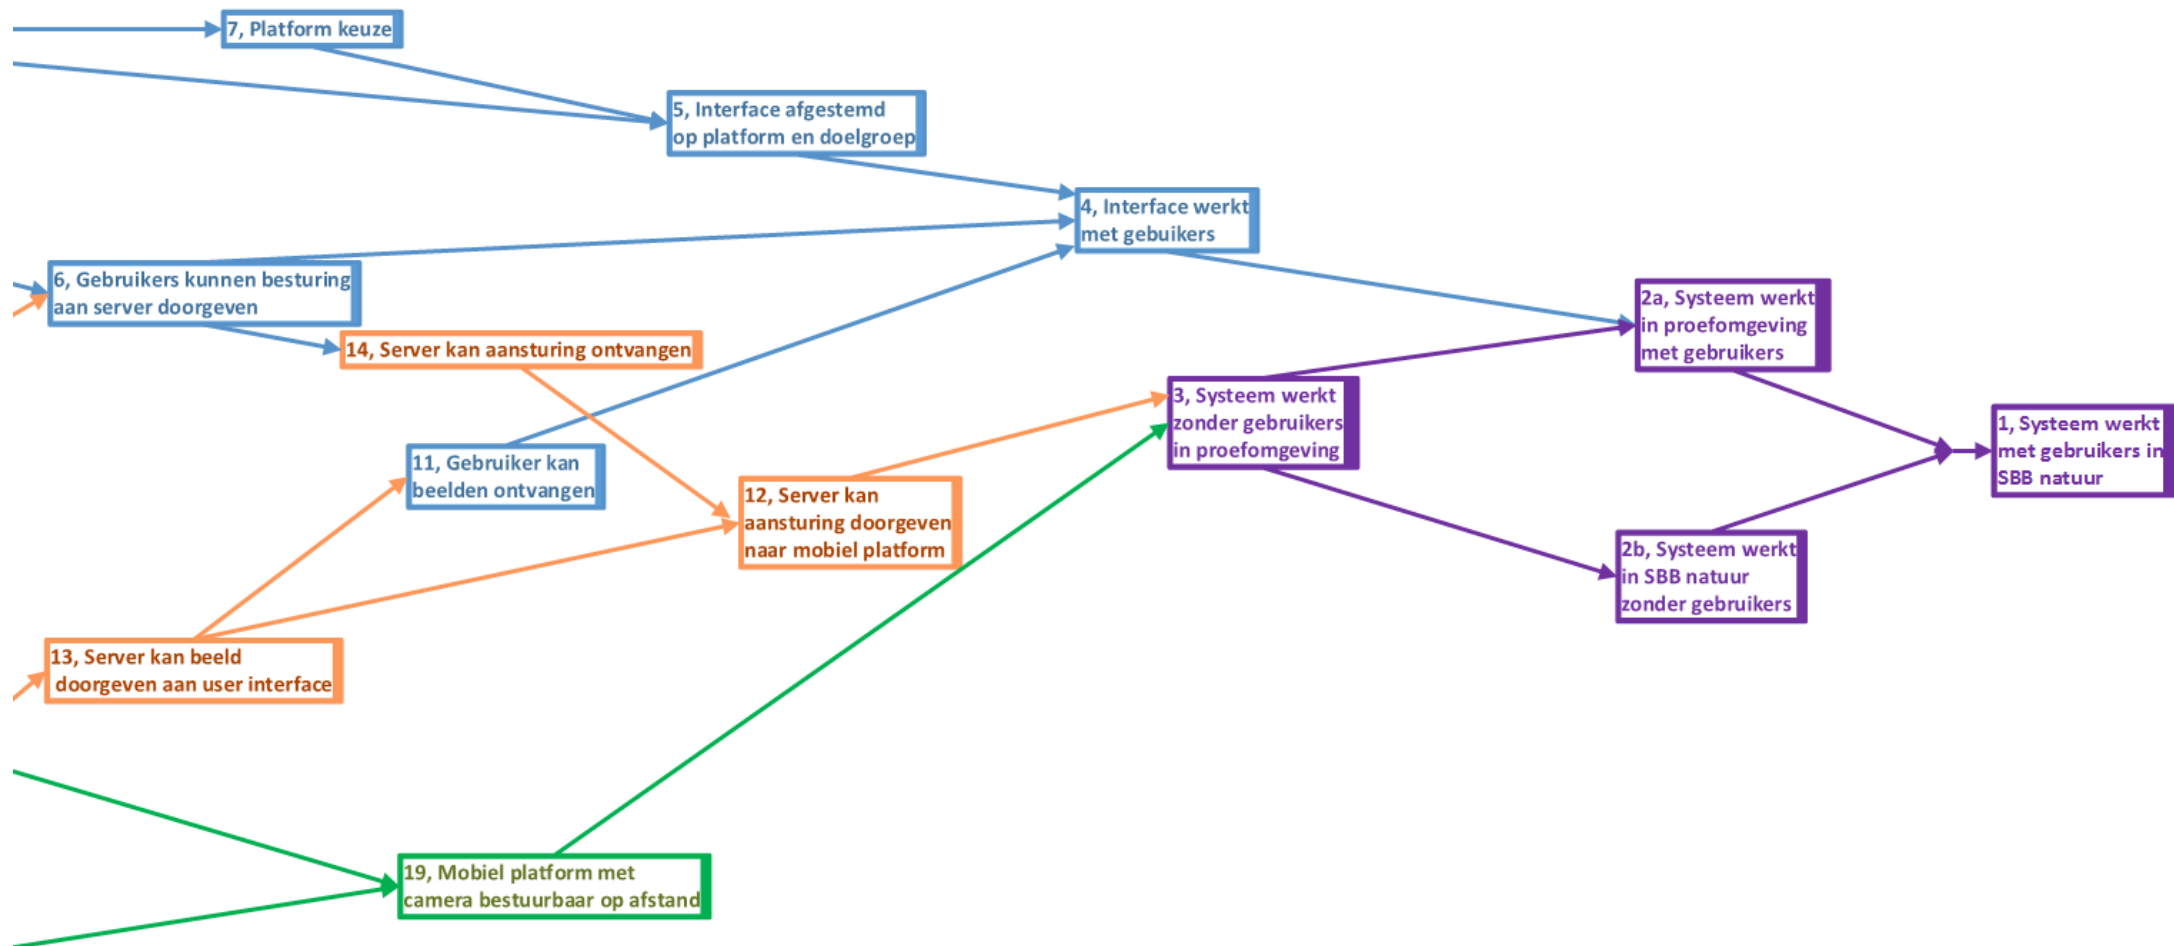 7, Platform keuze
5, Interface afgestemd
op platform en doelgroep
4, Interface werkt
met gebuikers
6, Gebruikers kunnen besturing
aan server doorgeven
2a, Systeem werkt
in proefomgeving
met gebruikers
14, Server kan aansturing ontvangen
3, Systeem werkt
zonder gebruikers
in proefomgeving
1, Systeem werkt
met gebruikers in
SBB natuur
11, Gebruiker kan
beelden ontvangen
12, Server kan
aansturing doorgeven
naar mobiel platform
2b, Systeem werkt
in SBB natuur
zonder gebruikers
13, Server kan beeld
doorgeven aan user interface
19, Mobiel platform met
camera bestuurbaar op afstand